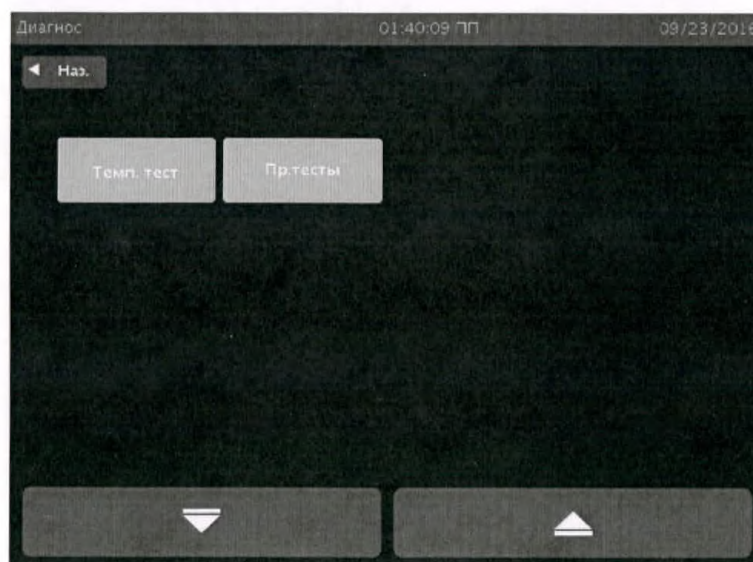 Диагнос 01:40:09 ПП 09/23/2016
Наз.
Темп. тест Пр.тесты